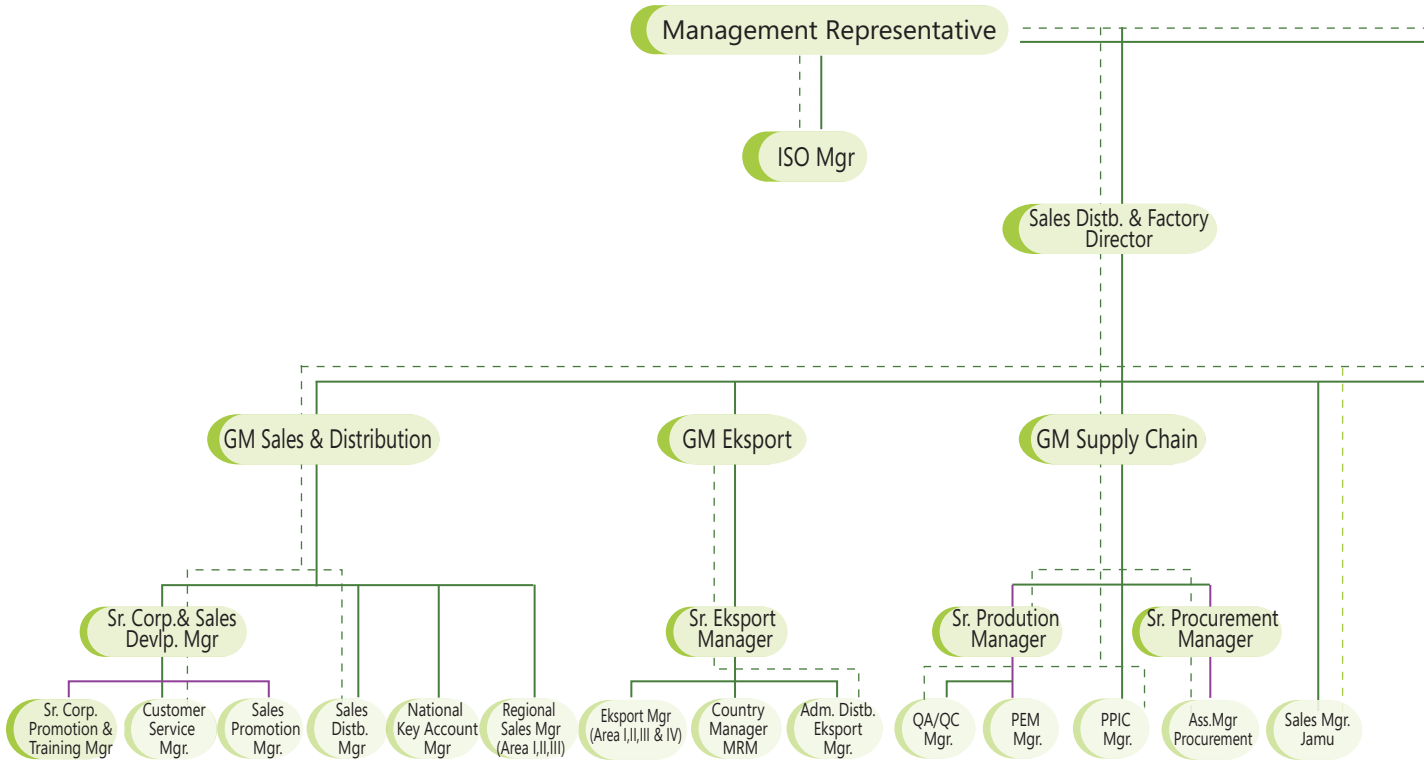 Management Representative
ISO Mgr
Sales Distb. & Factory
Director
GM Sales & Distribution
GM Eksport
GM Supply Chain
Sr. Corp.& Sales
Devlp. Mgr
Sr. Eksport
Manager
Sr. Prodution
Manager
Sr. Procurement
Manager
Sr. Corp.
Promotion &
Training Mgr
Customer
Service
Mgr.
Sales
Promotion
Mgr.
Sales
Distb.
Mgr
National
Key Account
Mgr
Regional
Sales Mgr
(Area I,II,III)
Eksport Mgr
(Area I,II,III & IV)
Country
Manager
MRM
Adm. Distb.
Eksport
Mgr.
QA/QC
Mgr.
PEM
Mgr.
PPIC
Mgr.
Ass.Mgr
Procurement
Sales Mgr.
Jamu